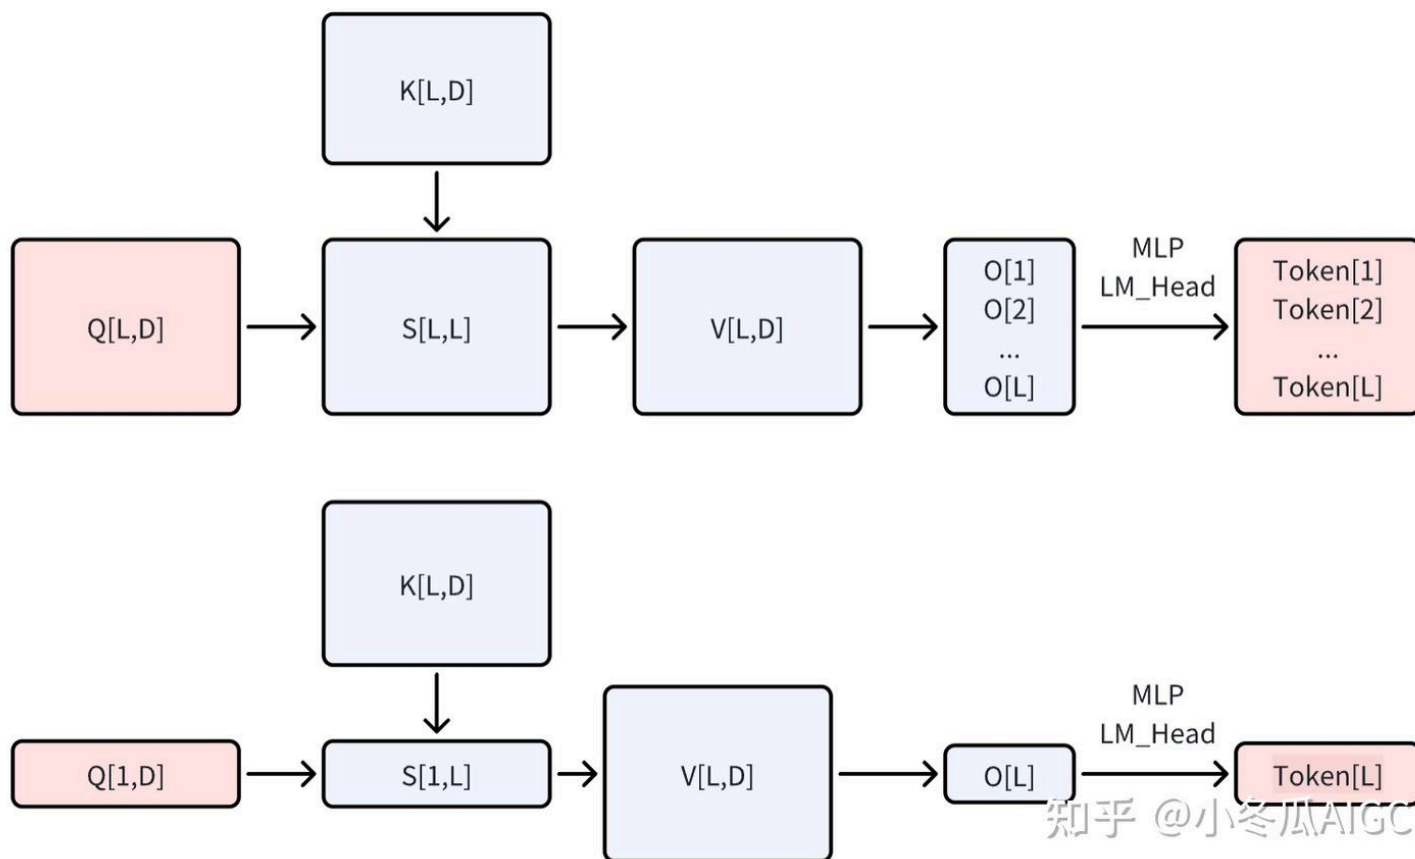 K[L,D]
Q[L,D]
S[L,L]
V[L,D]
O[1]
O[2]
...
O[L]
MLP
LM_Head
Token[1]
Token[2]
...
Token[L]
K[L,D]
Q[1,D]
S[1,L]
V[L,D]
O[L]
MLP
LM_Head
Token[L]
知乎 @小冬瓜AIGC